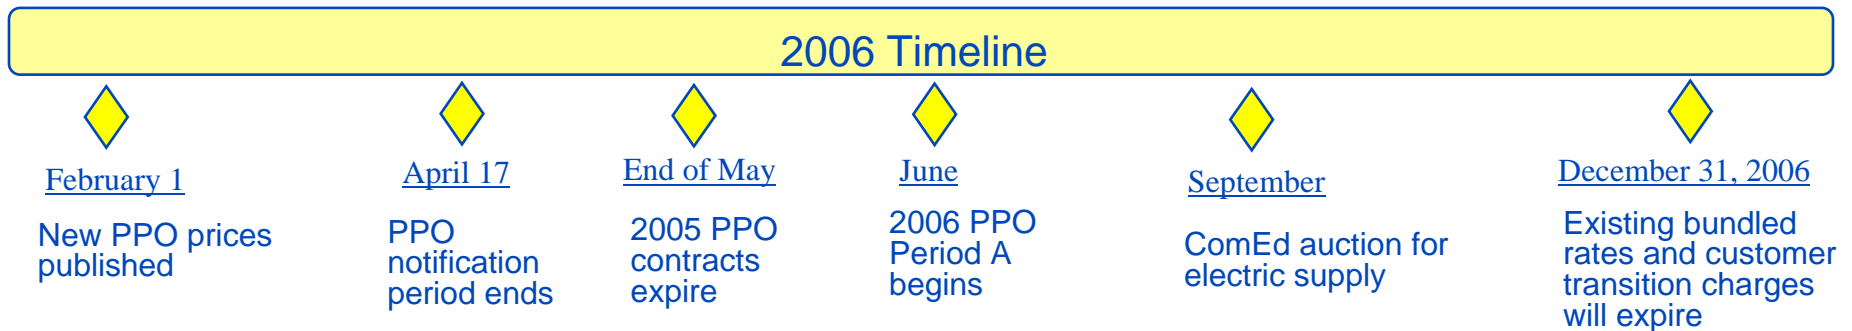 2006 Timeline
February 1
New PPO prices
published
April 17
PPO
notification
period ends
End of May
2005 PPO
contracts
expire
June
2006 PPO
Period A
begins
September
ComEd auction for
electric supply
December 31, 2006
Existing bundled
rates and customer
transition charges
will expire